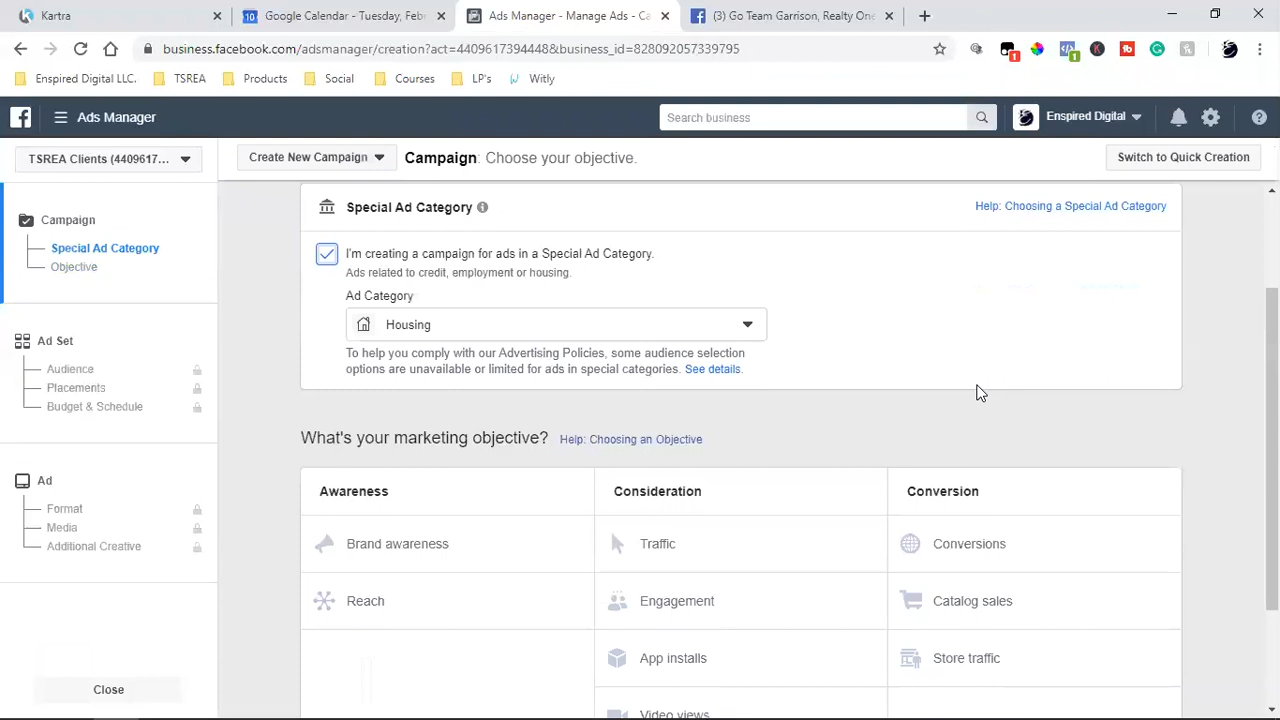 Kartra
Google Calendar - Tuesday, Feb
Ads Manager - Manage Ads - Ca
(3) Go Team Garrison, Realty One
business.facebook.com/adsmanager/creation?act=4409617394448&business_id=828092057339795
1
1
Enspired Digital LLC.
TSREA
Products
Social
Courses
LP's
Witly
Ads Manager
Search business
Enspired Digital
TSREA Clients (4409617...
Create New Campaign
Campaign: Choose your objective.
Switch to Quick Creation
Campaign
Special Ad Category
Objective
Ad Set
Audience
Placements
Budget & Schedule
Ad
Format
Media
Additional Creative
Close
Special Ad Category
Help: Choosing a Special Ad Category
I'm creating a campaign for ads in a Special Ad Category.
Ads related to credit, employment or housing.
Ad Category
Housing
To help you comply with our Advertising Policies, some audience selection
options are unavailable or limited for ads in special categories. See details.
What's your marketing objective? Help: Choosing an Objective
Awareness
Consideration
Conversion
Brand awareness
Traffic
Conversions
Reach
Engagement
Catalog sales
App installs
Store traffic
Video views